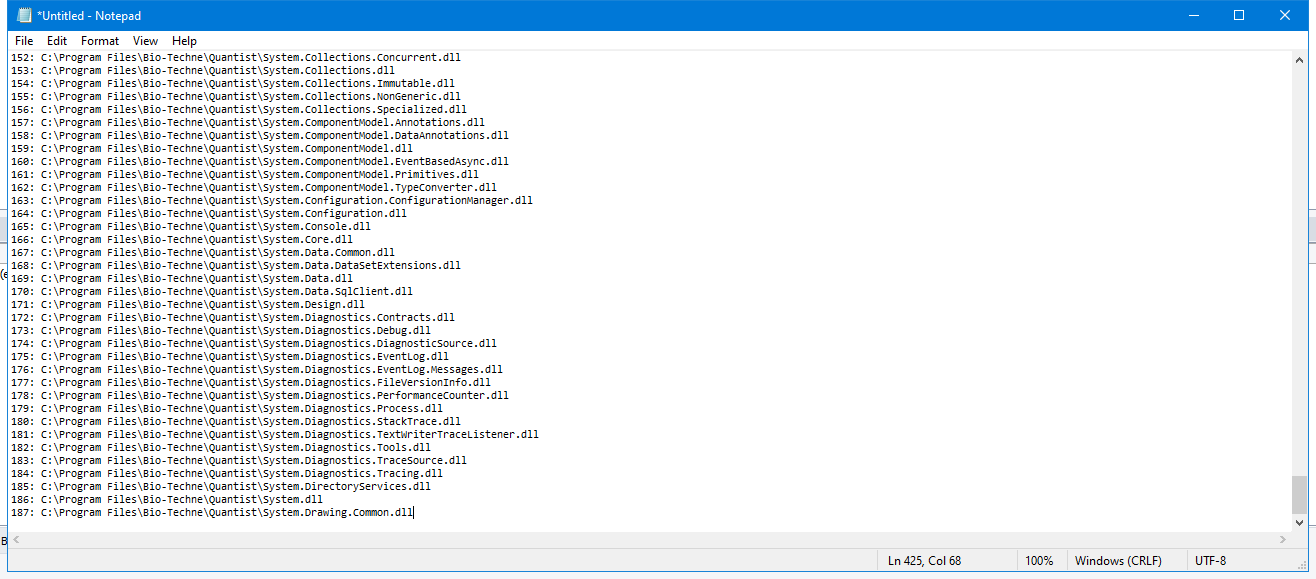 *Untitled - Notepad
File Edit Format View Help
152: C:\Program Files\Bio-Techne\Quantist\System.Collections.Concurrent.dll
153: C:\Program Files\Bio-Techne\Quantist\System.Collections.dll
154: C:\Program Files\Bio-Techne\Quantist\System.Collections.Immutable.dll
155: C:\Program Files\Bio-Techne\Quantist\System.Collections.NonGeneric.dll
156: C:\Program Files\Bio-Techne\Quantist\System.Collections.Specialized.dll
157: C:\Program Files\Bio-Techne\Quantist\System.ComponentModel.Annotations.dll
158: C:\Program Files\Bio-Techne\Quantist\System.ComponentModel.DataAnnotations.dll
159: C:\Program Files\Bio-Techne\Quantist\System.ComponentModel.dll
160: C:\Program Files\Bio-Techne\Quantist\System.ComponentModel.EventBasedAsync.dll
161: C:\Program Files\Bio-Techne\Quantist\System.ComponentModel.Primitives.dll
162: C:\Program Files\Bio-Techne\Quantist\System.ComponentModel.TypeConverter.dll
163: C:\Program Files\Bio-Techne\Quantist\System.Configuration.ConfigurationManager.dll
164: C:\Program Files\Bio-Techne\Quantist\System.Configuration.dll
165: C:\Program Files\Bio-Techne\Quantist\System.Console.dll
166: C:\Program Files\Bio-Techne\Quantist\System.Core.dll
167: C:\Program Files\Bio-Techne\Quantist\System.Data.Common.dll
168: C:\Program Files\Bio-Techne\Quantist\System.Data.DataSetExtensions.dll
169: C:\Program Files\Bio-Techne\Quantist\System.Data.dll
170: C:\Program Files\Bio-Techne\Quantist\System.Data.SqlClient.dll
171: C:\Program Files\Bio-Techne\Quantist\System.Design.dll
172: C:\Program Files\Bio-Techne\Quantist\System.Diagnostics.Contracts.dll
173: C:\Program Files\Bio-Techne\Quantist\System.Diagnostics.Debug.dll
174: C:\Program Files\Bio-Techne\Quantist\System.Diagnostics.DiagnosticSource.dll
175: C:\Program Files\Bio-Techne\Quantist\System.Diagnostics.EventLog.dll
176: C:\Program Files\Bio-Techne\Quantist\System.Diagnostics.EventLog.Messages.dll
177: C:\Program Files\Bio-Techne\Quantist\System.Diagnostics.FileVersionInfo.dll
178: C:\Program Files\Bio-Techne\Quantist\System.Diagnostics.PerformanceCounter.dll
179: C:\Program Files\Bio-Techne\Quantist\System.Diagnostics.Process.dll
180: C:\Program Files\Bio-Techne\Quantist\System.Diagnostics.StackTrace.dll
181: C:\Program Files\Bio-Techne\Quantist\System.Diagnostics.TextWriterTraceListener.dll
182: C:\Program Files\Bio-Techne\Quantist\System.Diagnostics.Tools.dll
183: C:\Program Files\Bio-Techne\Quantist\System.Diagnostics.TraceSource.dll
184: C:\Program Files\Bio-Techne\Quantist\System.Diagnostics.Tracing.dll
185: C:\Program Files\Bio-Techne\Quantist\System.DirectoryServices.dll
186: C:\Program Files\Bio-Techne\Quantist\System.dll
187: C:\Program Files\Bio-Techne\Quantist\System.Drawing.Common.dll
Ln 425, Col 68 100% Windows (CRLF) UTF-8